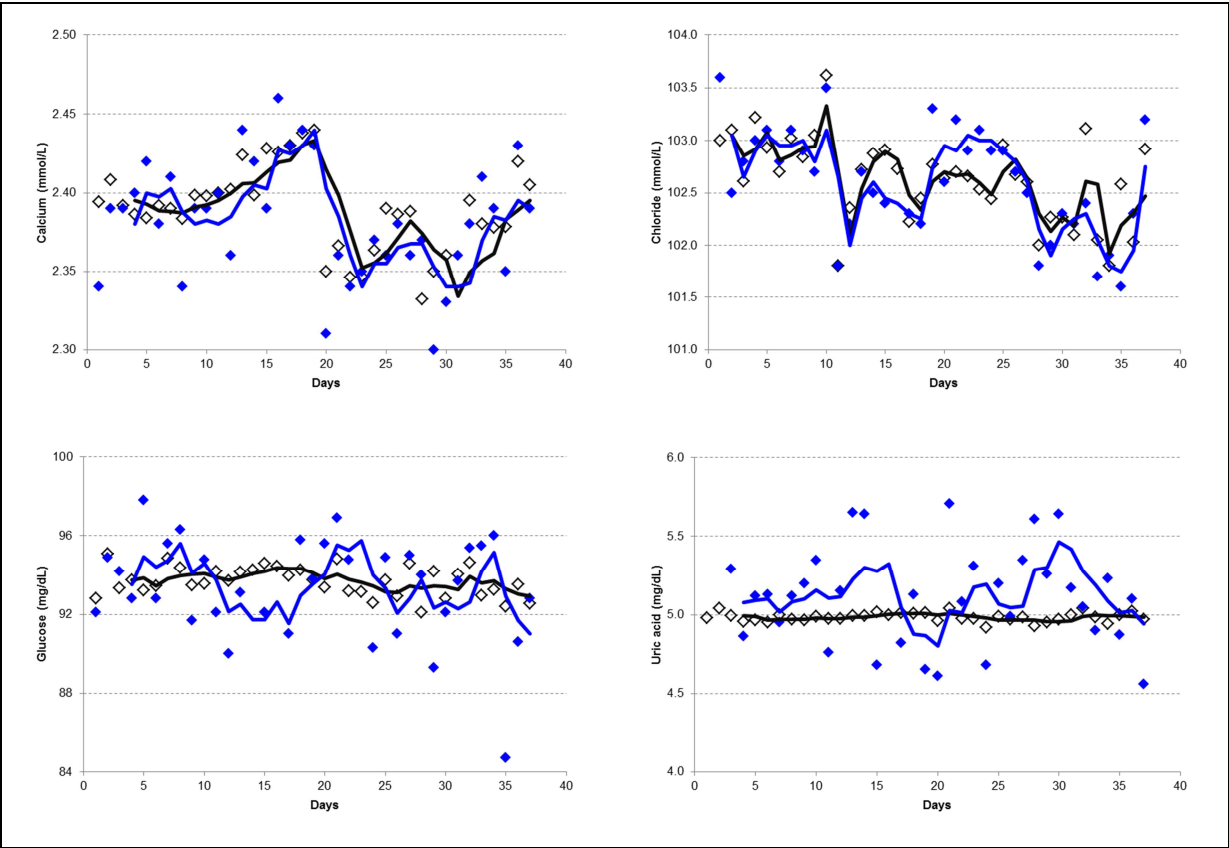 2.50
2.45
2.40
2.35
2.30
Calcium (mmol/L)
0 5 10 15 20 25 30 35 40
Days
104.0
103.5
103.0
102.5
102.0
101.5
101.0
Chloride (mmol/L)
0 5 10 15 20 25 30 35 40
Days
100
96
92
88
84
Glucose (mg/dL)
0 5 10 15 20 25 30 35 40
Days
6.0
5.5
5.0
4.5
4.0
Uric acid (mg/dL)
0 5 10 15 20 25 30 35 40
Days